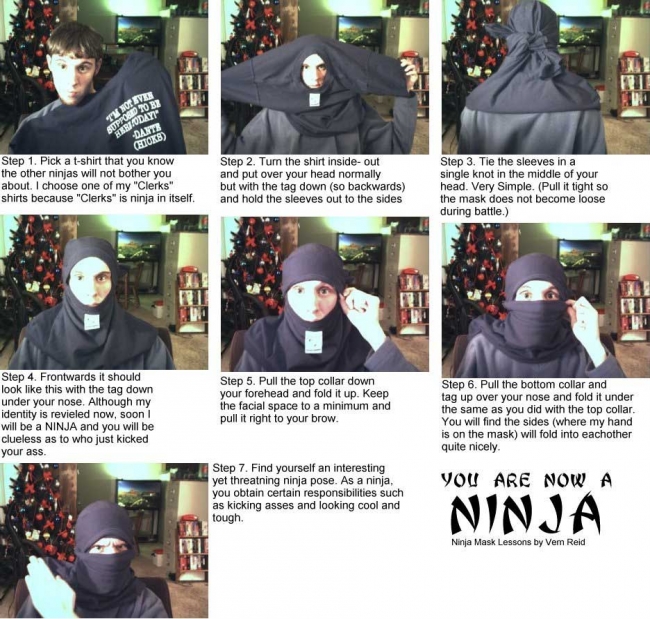 "I'M NOT EVEN
SUPPOSED TO BE
HERE TODAY!"
-DANTE
(HICKS)
Step 1. Pick a t-shirt that you know
the other ninjas will not bother you
about. I choose one of my "Clerks"
shirts because "Clerks" is ninja in itself.
Step 2. Turn the shirt inside- out
and put over your head normally
but with the tag down (so backwards)
and hold the sleeves out to the sides
Step 3. Tie the sleeves in a
single knot in the middle of your
head. Very Simple. (Pull it tight so
the mask does not become loose
during battle.)
Step 4. Frontwards it should
look like this with the tag down
under your nose. Although my
identity is revieled now, soon I
will be a NINJA and you will be
clueless as to who just kicked
your ass.
Step 5. Pull the top collar down
your forehead and fold it up. Keep
the facial space to a minimum and
pull it right to your brow.
Step 6. Pull the bottom collar and
tag up over your nose and fold it under
the same as you did with the top collar.
You will find the sides (where my hand
is on the mask) will fold into eachother
quite nicely.
Step 7. Find yourself an interesting
yet threatning ninja pose. As a ninja,
you obtain certain responsibilities such
as kicking asses and looking cool and
tough.
YOU ARE NOW A
NINJA
Ninja Mask Lessons by Vern Reid